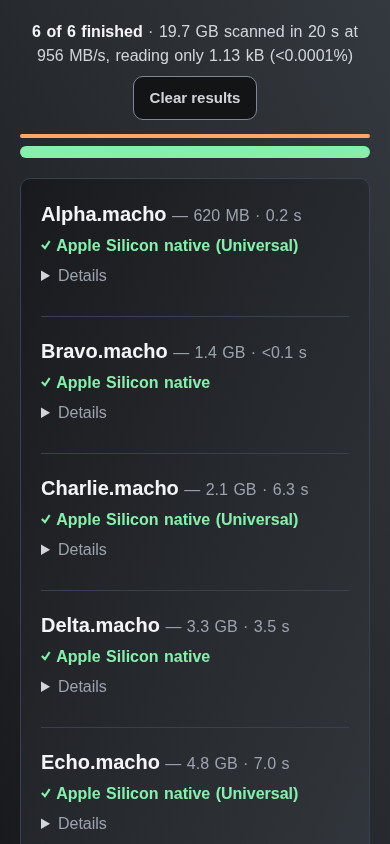 6 of 6 finished · 19.7 GB scanned in 20 s at
956 MB/s, reading only 1.13 kB (<0.0001%)
Clear results
Alpha.macho — 620 MB · 0.2 s
✓ Apple Silicon native (Universal)
▶ Details
Bravo.macho — 1.4 GB · <0.1 s
✓ Apple Silicon native
▶ Details
Charlie.macho — 2.1 GB · 6.3 s
✓ Apple Silicon native (Universal)
▶ Details
Delta.macho — 3.3 GB · 3.5 s
✓ Apple Silicon native
▶ Details
Echo.macho — 4.8 GB · 7.0 s
✓ Apple Silicon native (Universal)
▶ Details